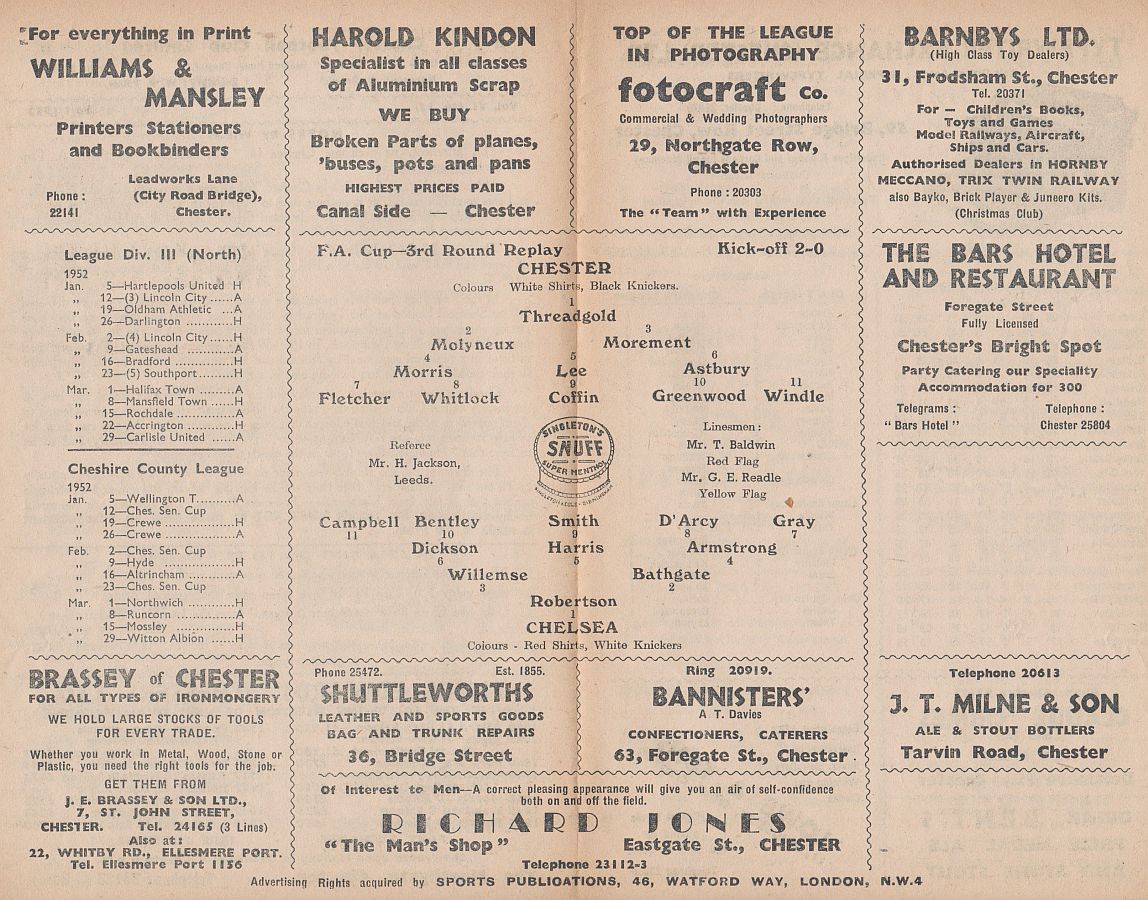 For everything in Print
WILLIAMS &
MANSLEY
Printers Stationers
and Bookbinders
Leadworks Lane
Phone : (City Road Bridge),
22141 Chester.
HAROLD KINDON
Specialist in all classes
of Aluminium Scrap
WE BUY
Broken Parts of planes,
'buses, pots and pans
HIGHEST PRICES PAID
Canal Side — Chester
TOP OF THE LEAGUE
IN PHOTOGRAPHY
fotocraft co.
Commercial & Wedding Photographers
29, Northgate Row,
Chester
Phone : 20303
The "Team" with Experience
BARNBYS LTD.
(High Class Toy Dealers)
31, Frodsham St., Chester
Tel. 20371
For — Children's Books,
Toys and Games
Model Railways, Aircraft,
Ships and Cars.
Authorised Dealers in HORNBY
MECCANO, TRIX TWIN RAILWAY
also Bayko, Brick Player & Juneero Kits.
(Christmas Club)
League Div. III (North)
1952
Jan. 5—Hartlepools United H
„ 12—(3) Lincoln City ......A
„ 19—Oldham Athletic ...A
„ 26—Darlington ..............H
Feb. 2—(4) Lincoln City......H
„ 9—Gateshead ............A
„ 16—Bradford ...............H
„ 23—(5) Southport.........H
Mar. 1—Halifax Town .........A
„ 8—Mansfield Town ......H
„ 15—Rochdale ...............A
„ 22—Accrington ............H
„ 29—Carlisle United ......A
Cheshire County League
1952
Jan. 5—Wellington T..........A
„ 12—Ches. Sen. Cup
„ 19—Crewe ..................H
„ 26—Crewe ..................A
Feb. 2—Ches. Sen. Cup
„ 9—Hyde ....................H
„ 16—Altrincham ............A
„ 23—Ches. Sen. Cup
Mar. 1—Northwich ............H
„ 8—Runcorn ...............A
„ 15—Mossley ...............H
„ 29—Witton Albion ......H
F.A. Cup—3rd Round Replay Kick-off 2-0
CHESTER
Colours White Shirts, Black Knickers.
1
Threadgold
2 3
Molyneux Morement
4 5 6
Morris Lee Astbury
7 8 9 10 11
Fletcher Whitlock Coffin Greenwood Windle
Referee
Mr. H. Jackson,
Leeds.
SINGLETON'S
SNUFF
SUPER MENTHOL
Linesmen:
Mr. T. Baldwin
Red Flag
Mr. G. E. Readle
Yellow Flag
Campbell Bentley Smith D'Arcy Gray
11 10 9 8 7
Dickson Harris Armstrong
6 5 4
Willemse Bathgate
3 2
Robertson
1
CHELSEA
Colours - Red Shirts, White Knickers
THE BARS HOTEL
AND RESTAURANT
Foregate Street
Fully Licensed
Chester's Bright Spot
Party Catering our Speciality
Accommodation for 300
Telegrams : Telephone :
"Bars Hotel" Chester 25804
BRASSEY of CHESTER
FOR ALL TYPES OF IRONMONGERY
WE HOLD LARGE STOCKS OF TOOLS
FOR EVERY TRADE.
Whether you work in Metal, Wood, Stone or
Plastic, you need the right tools for the job.
GET THEM FROM
J. E. BRASSEY & SON LTD.,
7, ST. JOHN STREET,
CHESTER. Tel. 24165 (3 Lines)
Also at :
22, WHITBY RD., ELLESMERE PORT.
Tel. Ellesmere Port 1156
Phone 25472. Est. 1855.
SHUTTLEWORTHS
LEATHER AND SPORTS GOODS
BAG AND TRUNK REPAIRS
36, Bridge Street
Ring 20919.
BANNISTERS'
A T. Davies
CONFECTIONERS, CATERERS
63, Foregate St., Chester.
Telephone 20613
J. T. MILNE & SON
ALE & STOUT BOTTLERS
Tarvin Road, Chester
Of Interest to Men—A correct pleasing appearance will give you an air of self-confidence
both on and off the field.
RICHARD JONES
"The Man's Shop" Eastgate St., CHESTER
Telephone 23112-3
Advertising Rights acquired by SPORTS PUBLICATIONS, 46, WATFORD WAY, LONDON, N.W.4